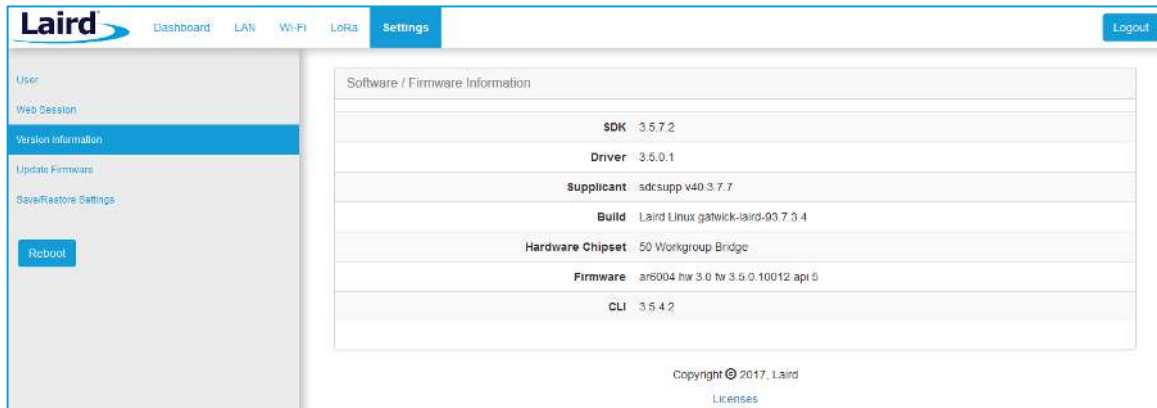 Laird Dashboard LAN Wi-Fi LoRa Settings Logout
User
Web Session
Version Information
Update Firmware
Save/Restore Settings
Reboot
Software / Firmware Information
SDK 3.5.7.2
Driver 3.5.0.1
Supplicant sdcsupp v40.3.7.7
Build Laird Linux gatwick-laird-93.7.3.4
Hardware Chipset 50 Workgroup Bridge
Firmware ar6004 hw 3.0 fw 3.5.0.10012 api 5
CLI 3.5.4.2
Copyright © 2017, Laird
Licenses